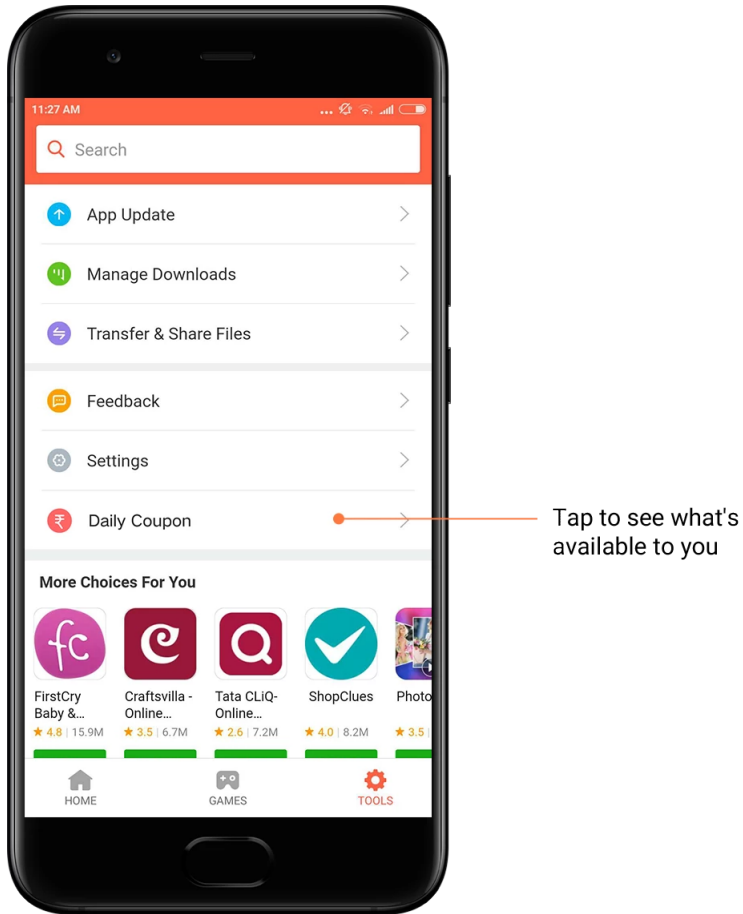 11:27 AM
Search
App Update
Manage Downloads
Transfer & Share Files
Feedback
Settings
₹ Daily Coupon
Tap to see what's
available to you
More Choices For You
fc
e
Q
FirstCry
Baby &...
Craftsvilla -
Online...
Tata CLiQ-
Online...
ShopClues
Photo
★ 4.8 | 15.9M
★ 3.5 | 6.7M
★ 2.6 | 7.2M
★ 4.0 | 8.2M
★ 3.5 |
HOME
GAMES
TOOLS